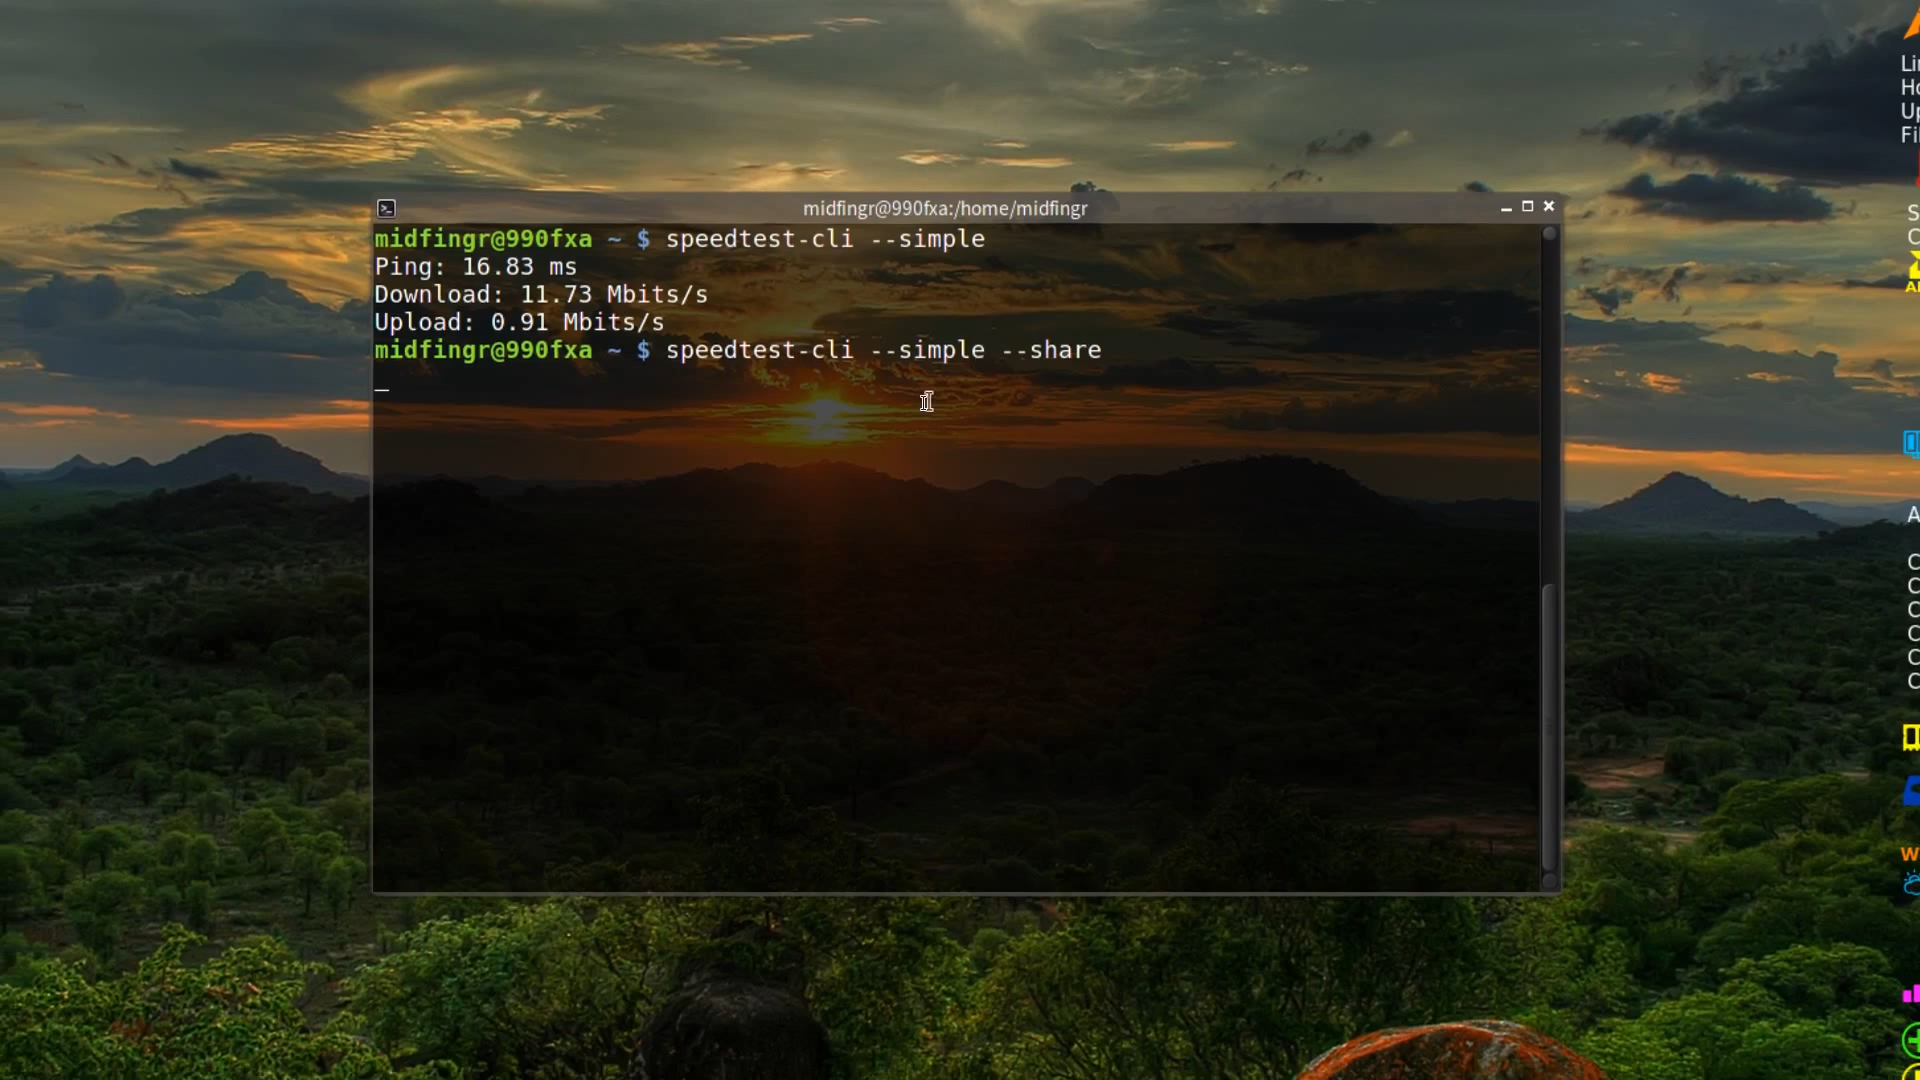 midfingr@990fxa:/home/midfingr
midfingr@990fxa ~ $ speedtest-cli --simple
Ping: 16.83 ms
Download: 11.73 Mbits/s
Upload: 0.91 Mbits/s
midfingr@990fxa ~ $ speedtest-cli --simple --share